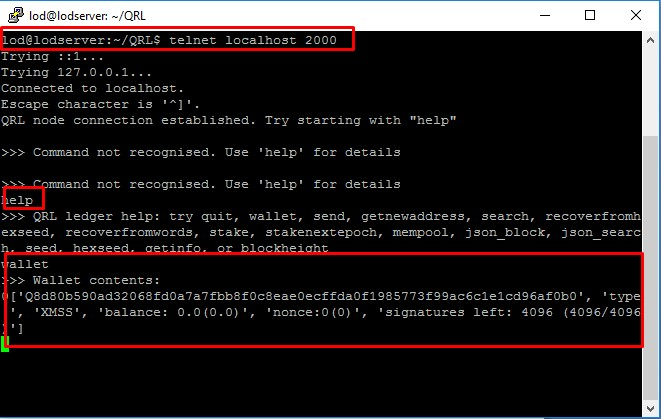 lod@lodserver: ~/QRL
lod@lodserver:~/QRL$ telnet localhost 2000
Trying ::1...
Trying 127.0.0.1...
Connected to localhost.
Escape character is '^]'.
QRL node connection established. Try starting with "help"
>>> Command not recognised. Use 'help' for details
>>> Command not recognised. Use 'help' for details
help
>>> QRL ledger help: try quit, wallet, send, getnewaddress, search, recoverfromh
exseed, recoverfromwords, stake, stakenextepoch, mempool, json_block, json_searc
h, seed, hexseed, getinfo, or blockheight
wallet
>>> Wallet contents:
0['Q8d80b590ad32068fd0a7a7fbb8f0c8eae0ecffda0f1985773f99ac6c1e1cd96af0b0', 'type
', 'XMSS', 'balance: 0.0(0.0)', 'nonce:0(0)', 'signatures left: 4096 (4096/4096
)']